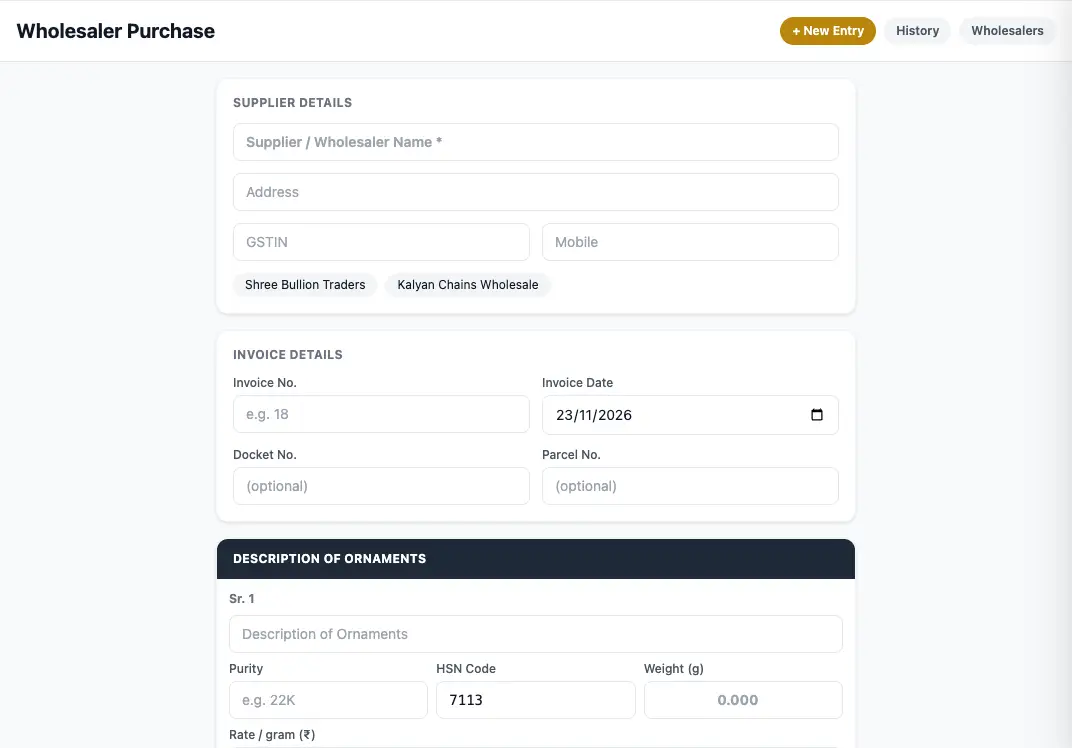 Wholesaler Purchase
+ New Entry
History
Wholesalers
SUPPLIER DETAILS
Supplier / Wholesaler Name *
Address
GSTIN
Mobile
Shree Bullion Traders
Kalyan Chains Wholesale
INVOICE DETAILS
Invoice No.
Invoice Date
e.g. 18
23/11/2026
Docket No.
Parcel No.
(optional)
(optional)
DESCRIPTION OF ORNAMENTS
Sr. 1
Description of Ornaments
Purity
HSN Code
Weight (g)
e.g. 22K
7113
0.000
Rate / gram (₹)